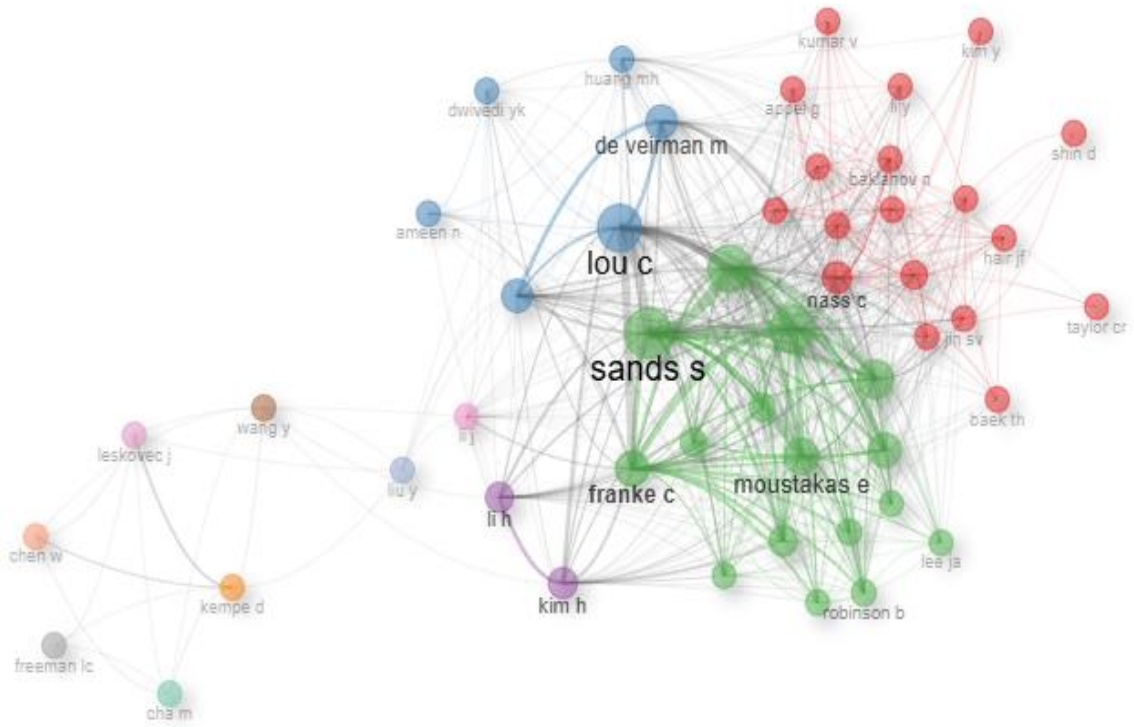 kumar v
kim y
huang mh
appel g
li y
dwivedi yk
de veirman m
shin d
baklanov n
ameen n
hair jf
lou c
nass c
taylor cr
jin sv
sands s
wang y
li j
baek th
leskovec j
liu y
franke c
moustakas e
li h
chen w
lee ja
kempe d
kim h
robinson b
freeman lc
cha m